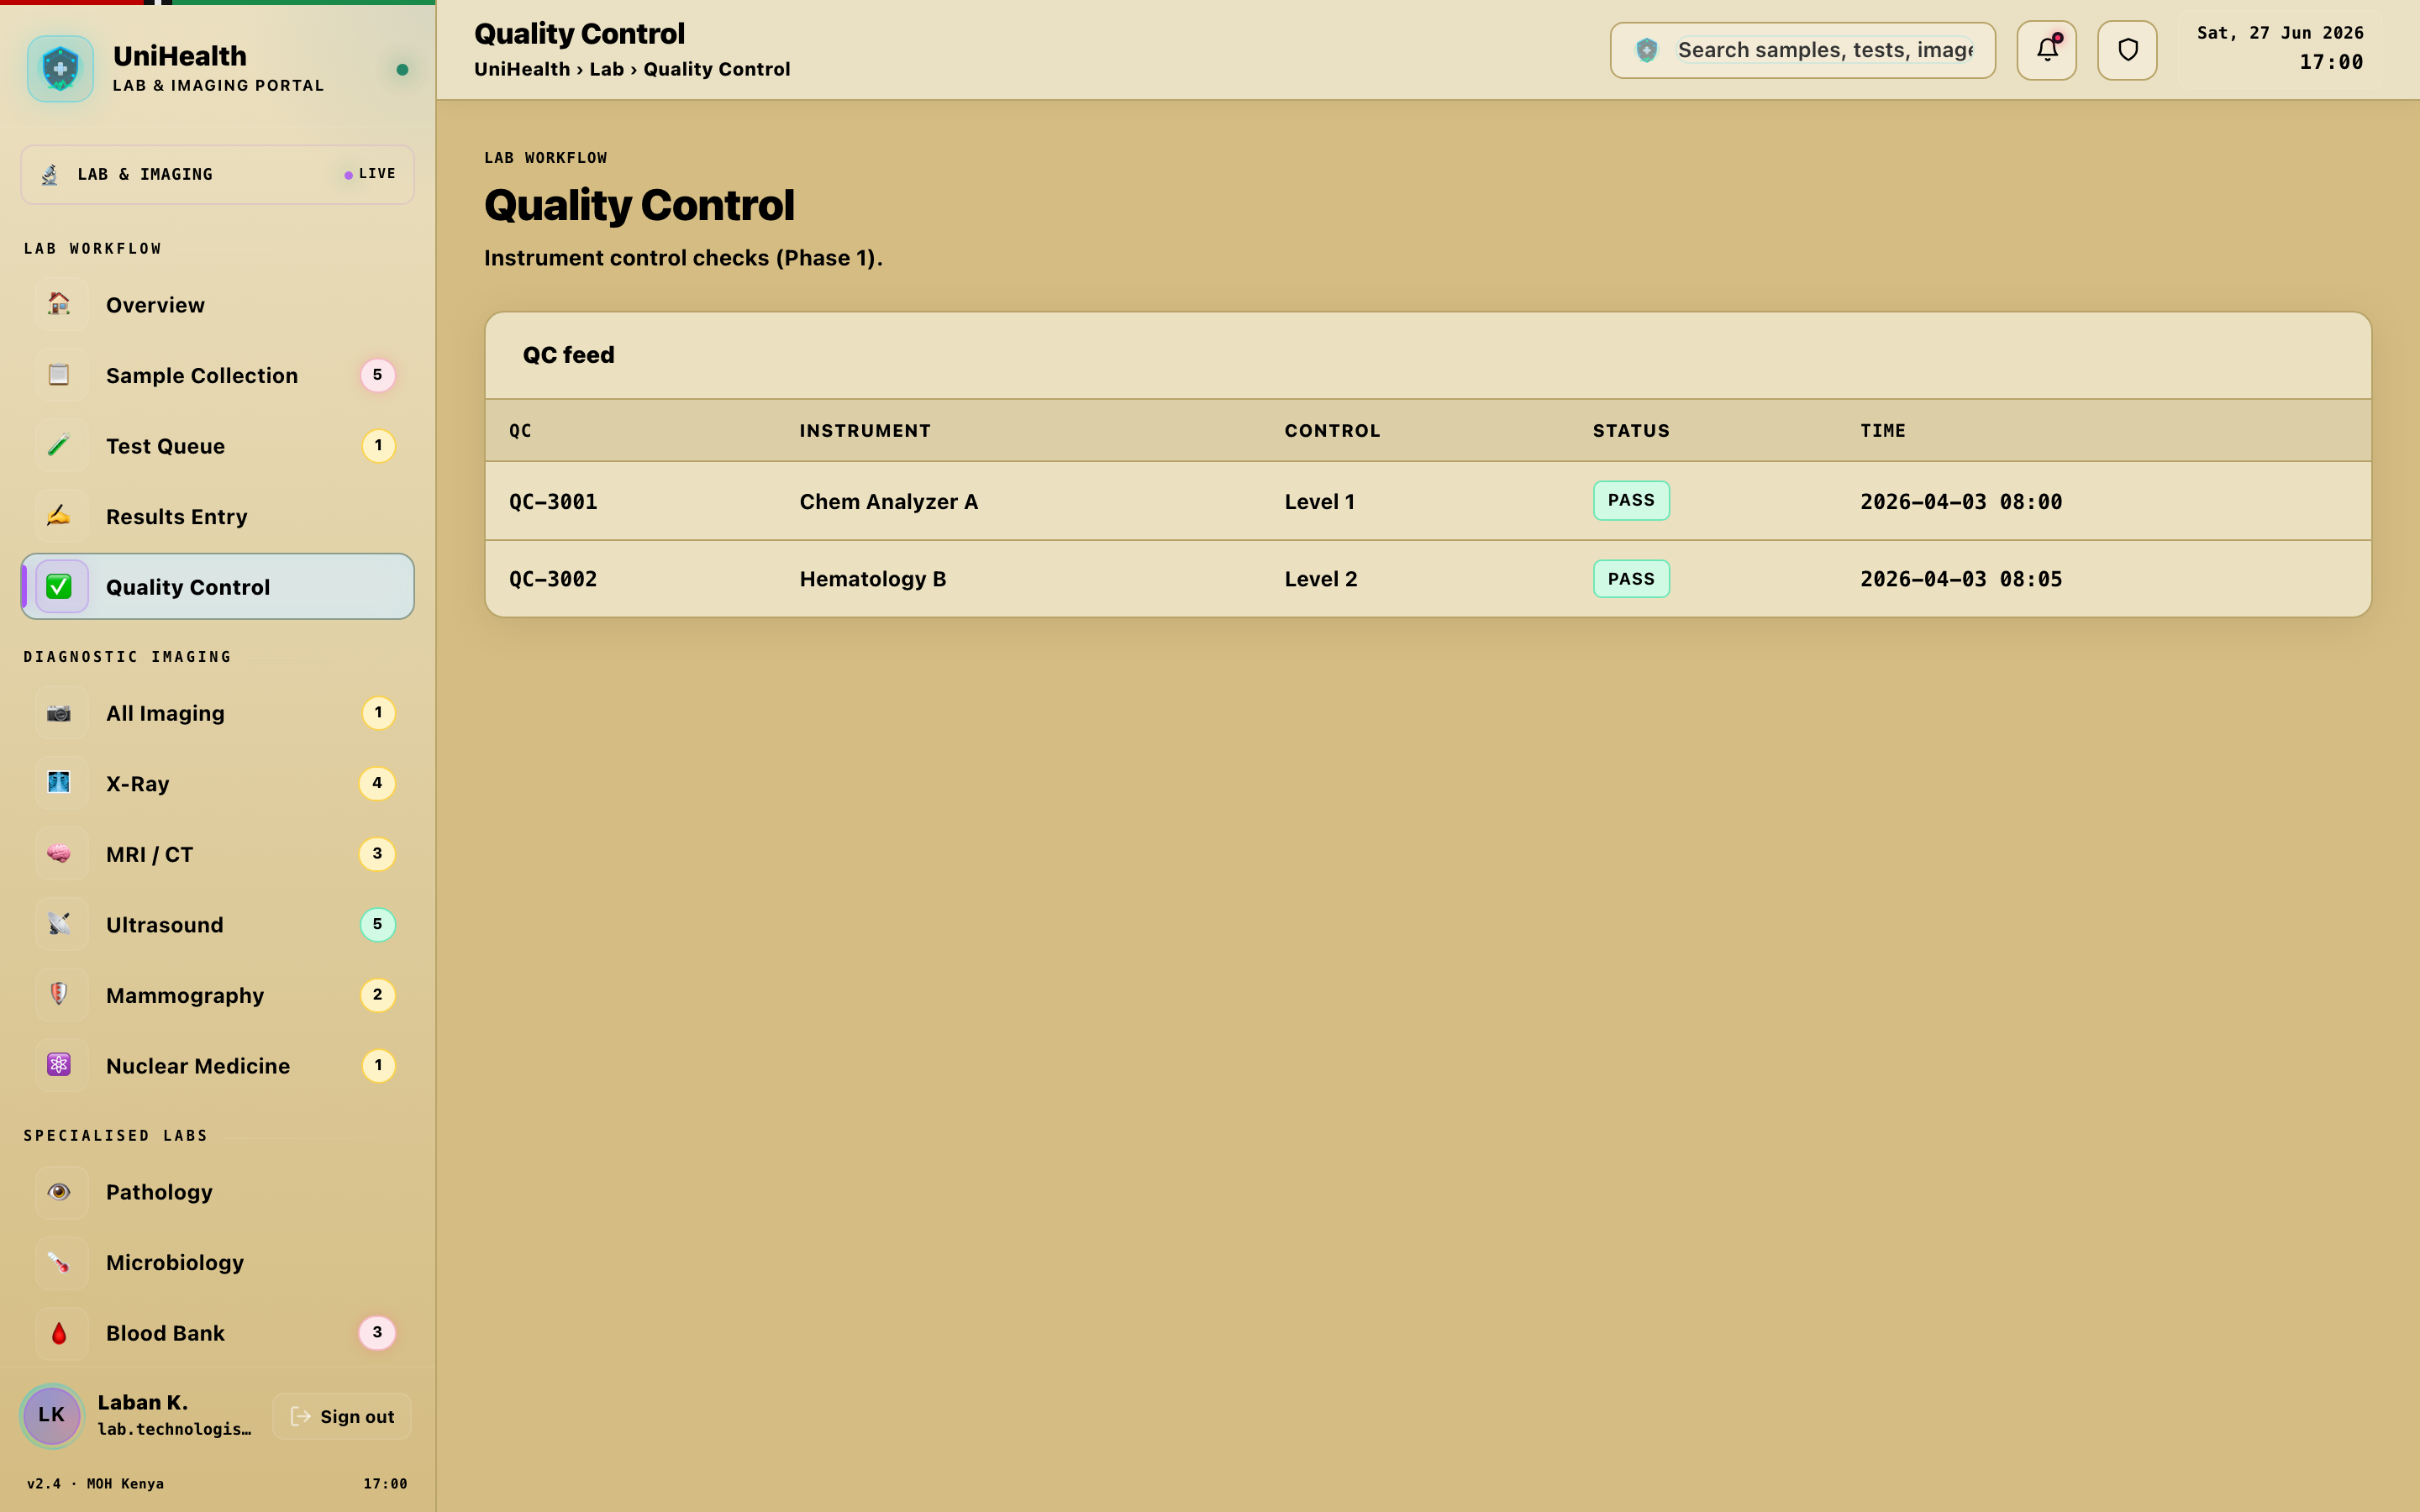 UniHealth
LAB & IMAGING PORTAL
LAB & IMAGING
LIVE
LAB WORKFLOW
Overview
Sample Collection 5
Test Queue 1
Results Entry
Quality Control
DIAGNOSTIC IMAGING
All Imaging 1
X-Ray 4
MRI / CT 3
Ultrasound 5
Mammography 2
Nuclear Medicine 1
SPECIALISED LABS
Pathology
Microbiology
Blood Bank 3
LK
Laban K.
lab.technologis…
Sign out
v2.4 · MOH Kenya 17:00
Quality Control
UniHealth › Lab › Quality Control
Search samples, tests, image
Sat, 27 Jun 2026
17:00
LAB WORKFLOW
Quality Control
Instrument control checks (Phase 1).
QC feed
QC INSTRUMENT CONTROL STATUS TIME
QC-3001 Chem Analyzer A Level 1 PASS 2026-04-03 08:00
QC-3002 Hematology B Level 2 PASS 2026-04-03 08:05